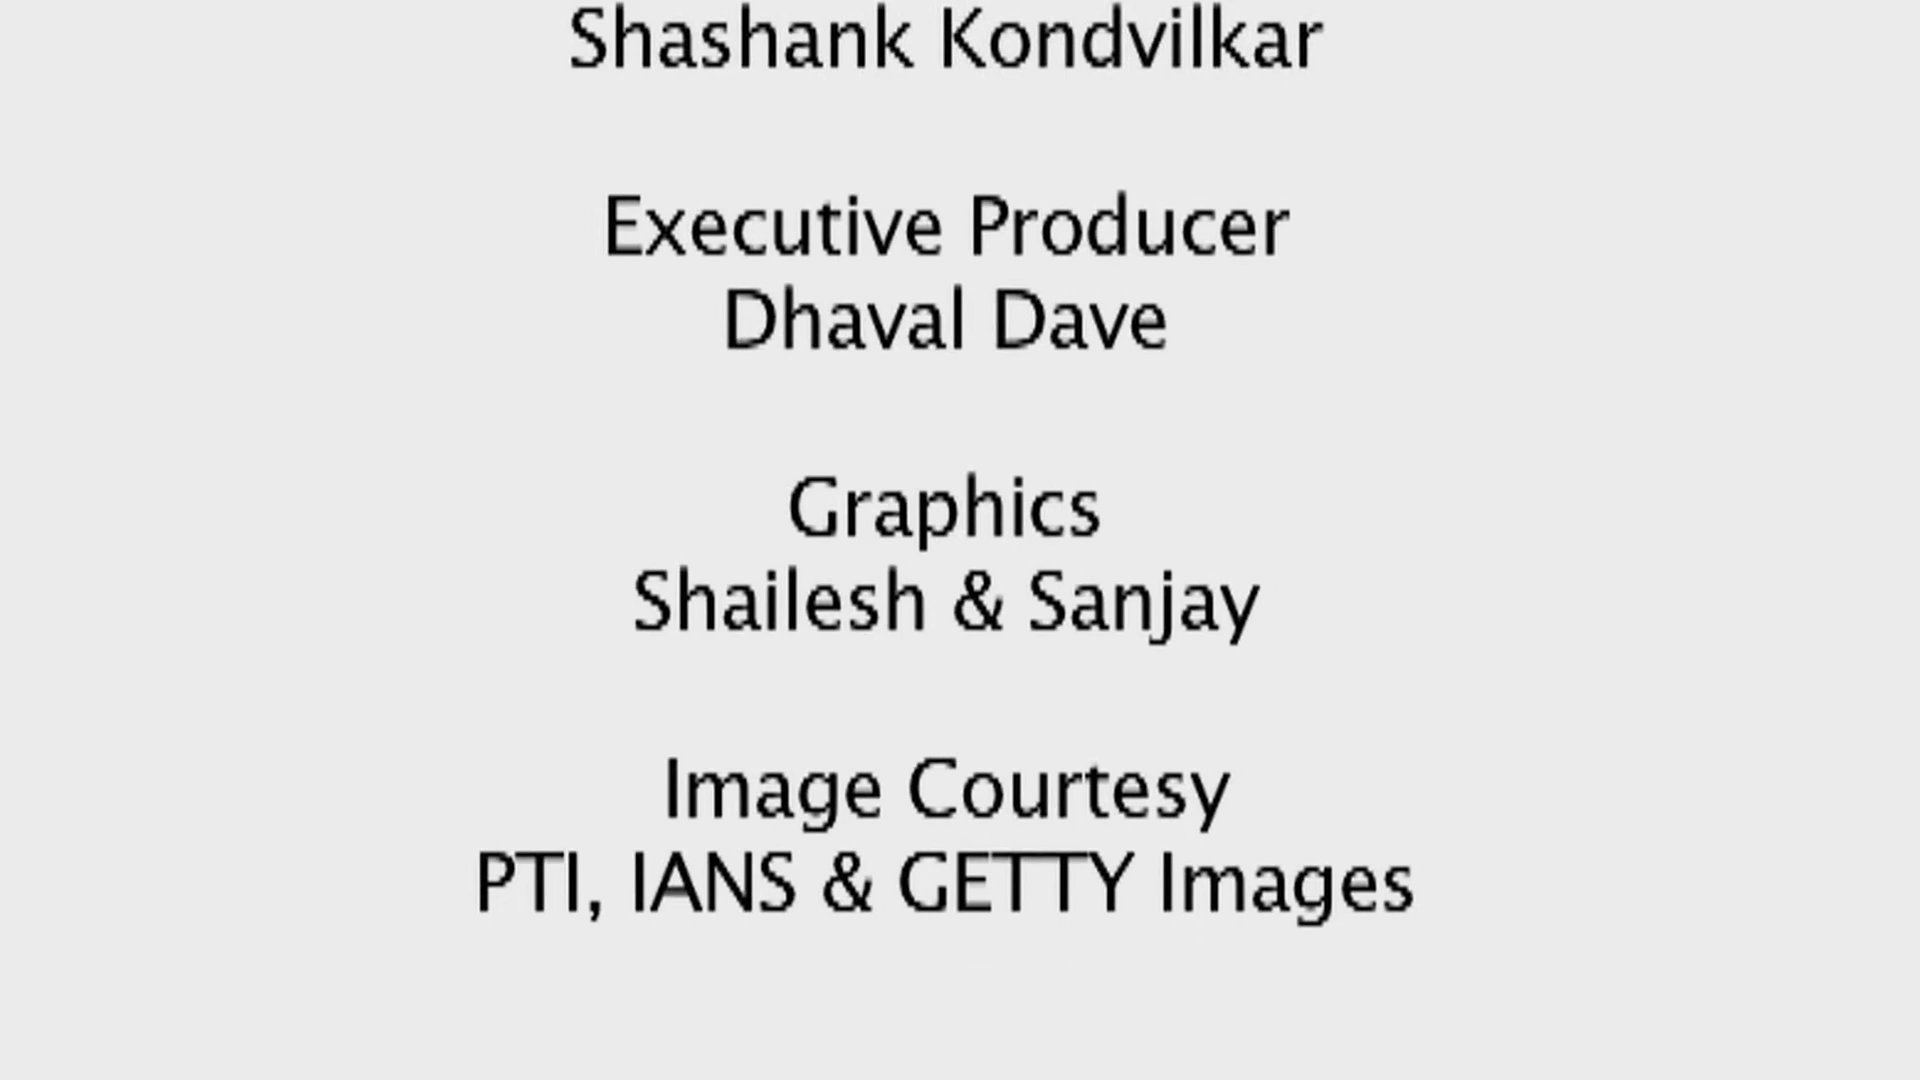 Shashank Kondvilkar
Executive Producer
Dhaval Dave
Graphics
Shailesh & Sanjay
Image Courtesy
PTI, IANS & GETTY Images